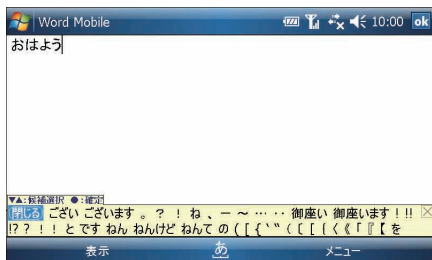 Word Mobile 10:00 ok
おはよう
▼▲:候補選択 ●:確定
閉じる ござい ございます 。 ? ! ね 、 ー ～ … ‥ 御座い 御座います ! !! 
!? ? ! ! と です ねん ねんけど ねんて の ( [ { ‘ “ ( [ [ { 〈 《 「 『 【 を
表示 あ メニュー